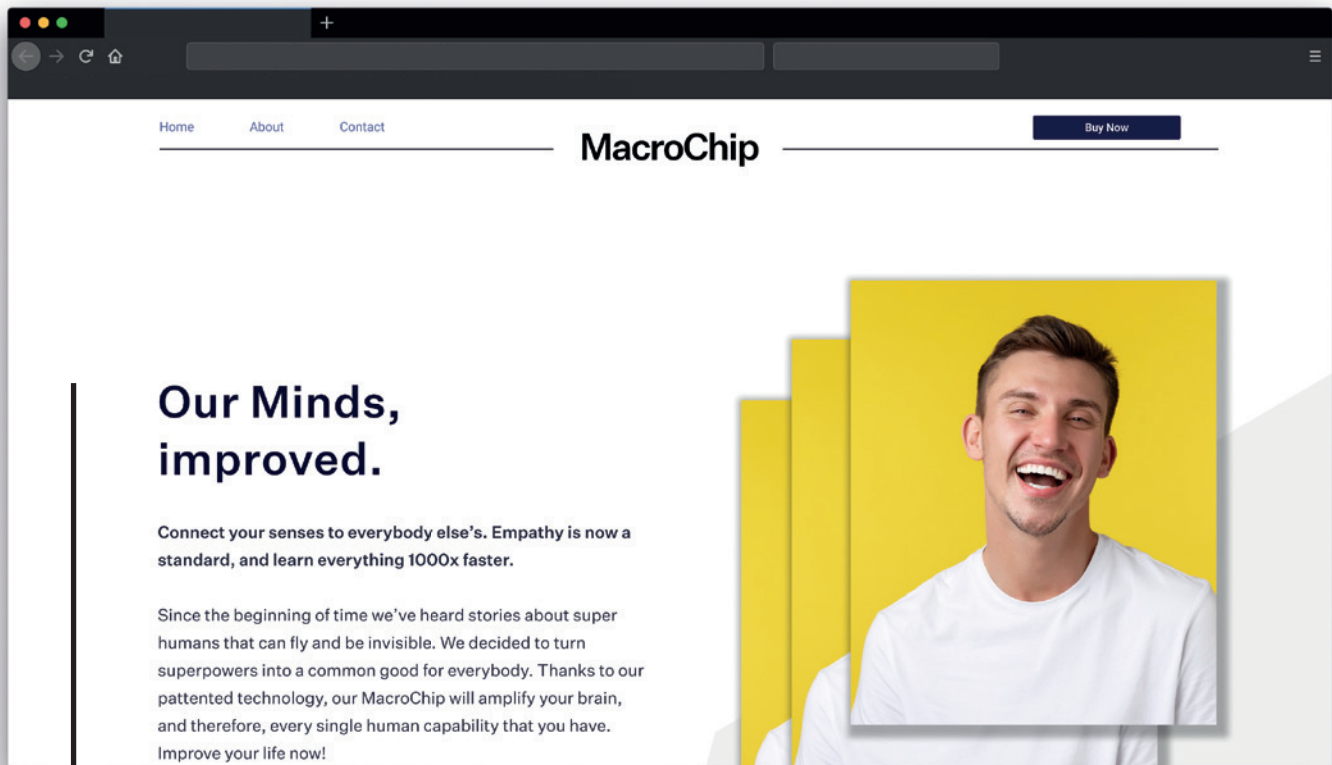 Home
About
Contact
MacroChip
Buy Now
Our Minds,
improved.
Connect your senses to everybody else's. Empathy is now a
standard, and learn everything 1000x faster.
Since the beginning of time we've heard stories about super
humans that can fly and be invisible. We decided to turn
superpowers into a common good for everybody. Thanks to our
pattented technology, our MacroChip will amplify your brain,
and therefore, every single human capability that you have.
Improve your life now!